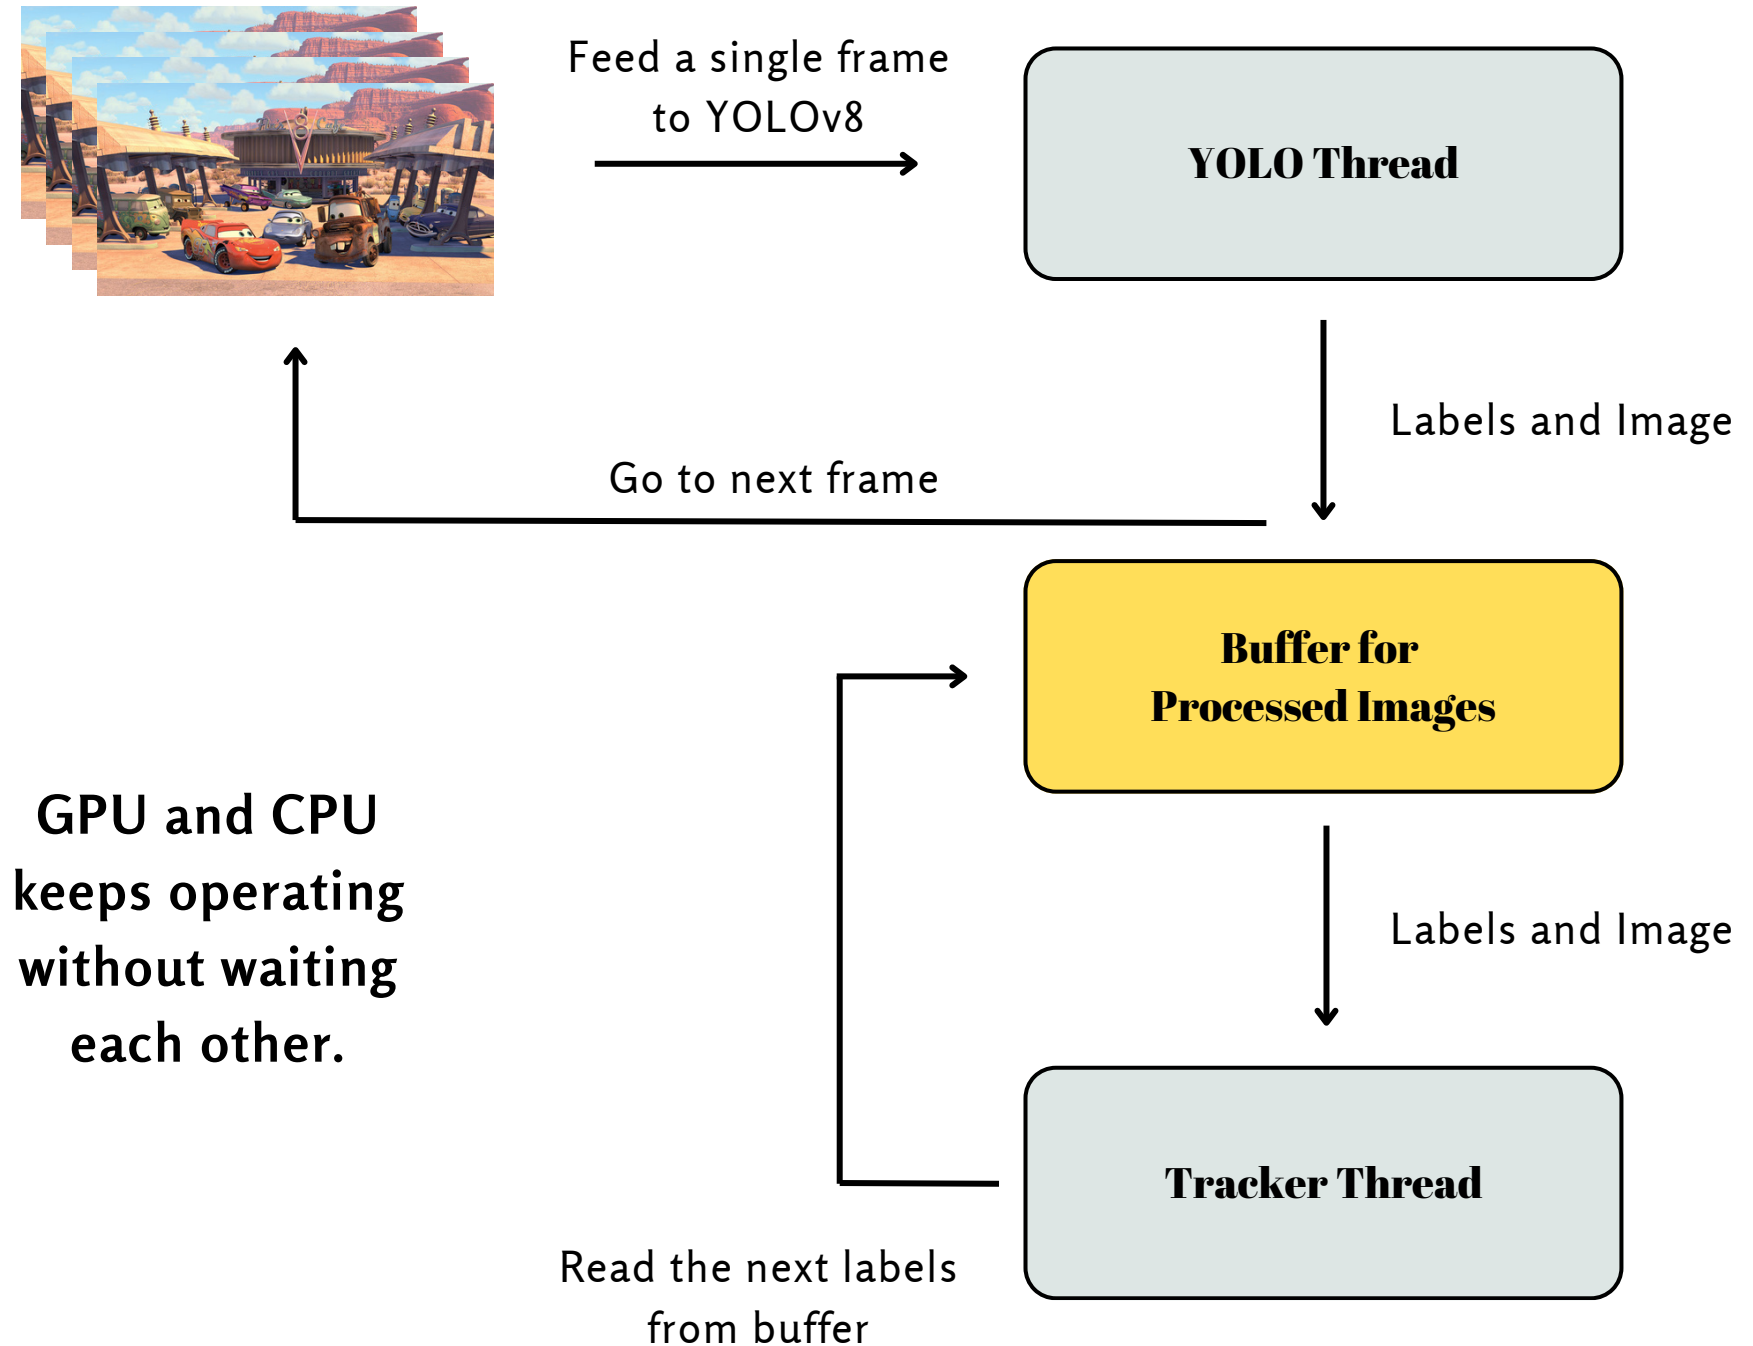 Feed a single frame
to YOLOv8
YOLO Thread
Labels and Image
Go to next frame
Buffer for
Processed Images
GPU and CPU
keeps operating
without waiting
each other.
Labels and Image
Tracker Thread
Read the next labels
from buffer